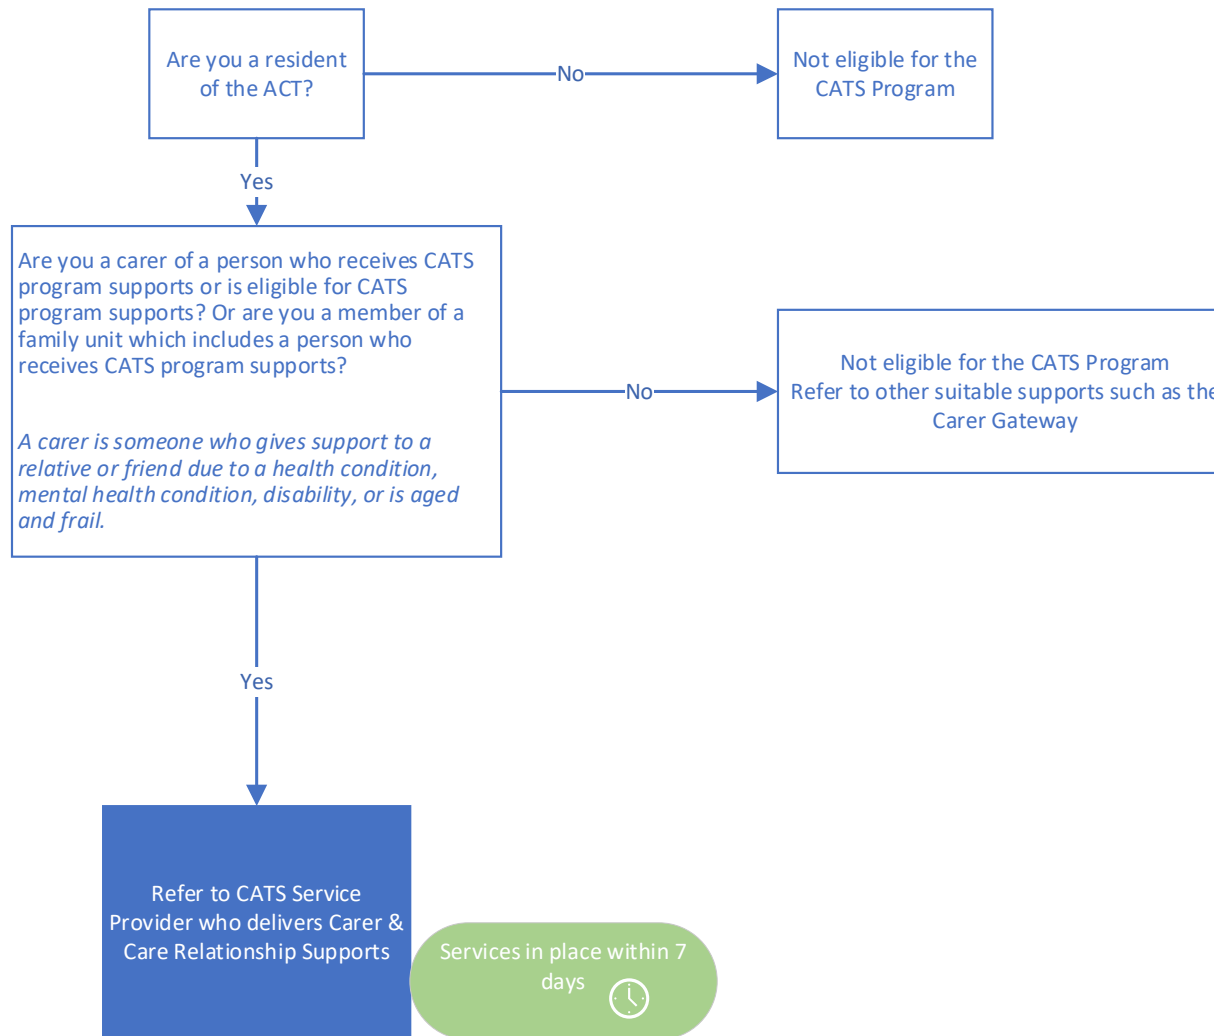 Are you a resident
of the ACT?
No
Not eligible for the
CATS Program
Yes
Are you a carer of a person who receives CATS
program supports or is eligible for CATS
program supports? Or are you a member of a
family unit which includes a person who
receives CATS program supports?
A carer is someone who gives support to a
relative or friend due to a health condition,
mental health condition, disability, or is aged
and frail.
No
Not eligible for the CATS Program
Refer to other suitable supports such as the
Carer Gateway
Yes
Refer to CATS Service
Provider who delivers Carer &
Care Relationship Supports
Services in place within 7
days